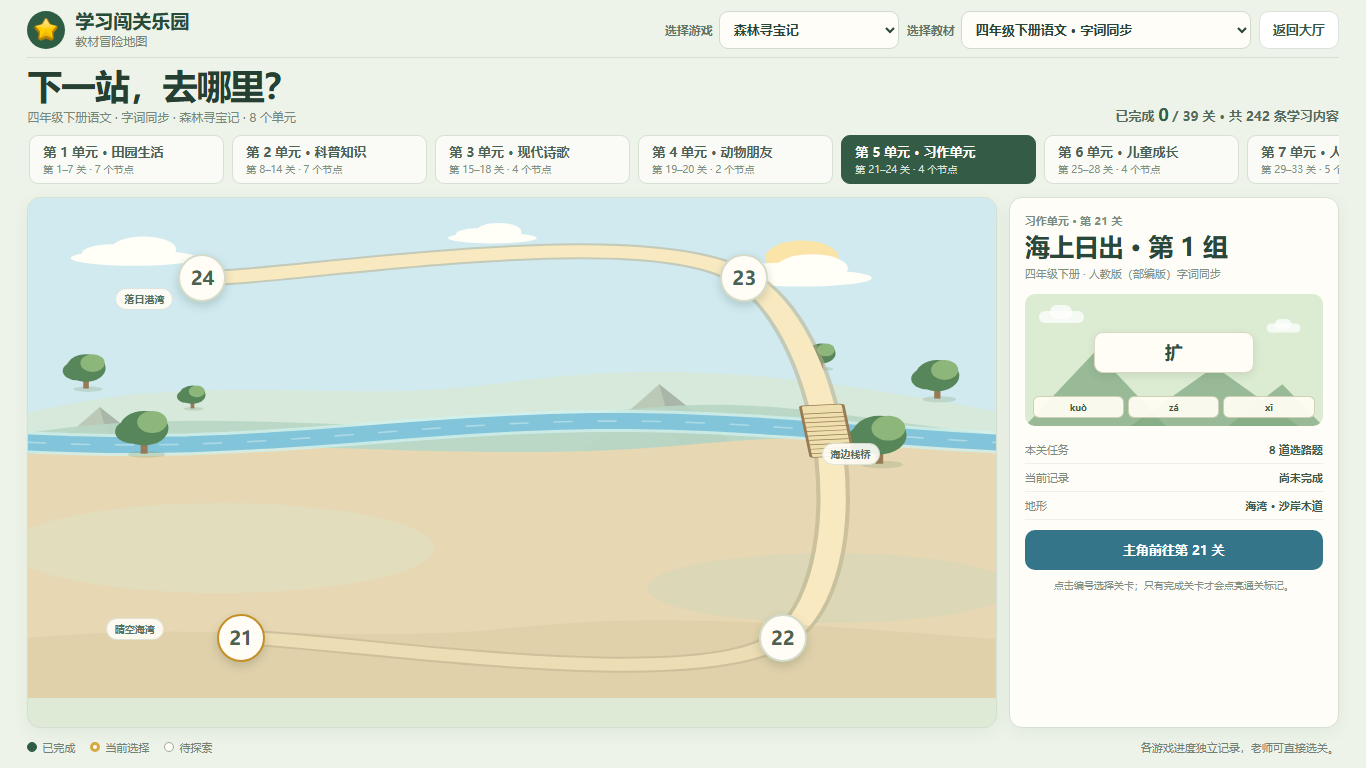 学习闯关乐园
教材冒险地图
选择游戏 森林寻宝记 选择教材 四年级下册语文 • 字词同步 返回大厅
下一站，去哪里？
四年级下册语文 · 字词同步 · 森林寻宝记 · 8 个单元
已完成 0 / 39 关 • 共 242 条学习内容
第 1 单元 • 田园生活
第 1–7 关 · 7 个节点
第 2 单元 • 科普知识
第 8–14 关 · 7 个节点
第 3 单元 • 现代诗歌
第 15–18 关 · 4 个节点
第 4 单元 • 动物朋友
第 19–20 关 · 2 个节点
第 5 单元 • 习作单元
第 21–24 关 · 4 个节点
第 6 单元 • 儿童成长
第 25–28 关 · 4 个节点
第 7 单元 •
第 29–33 关 · 5
24
23
落日港湾
海边栈桥
晴空海湾
21
22
习作单元 • 第 21 关
海上日出 • 第 1 组
四年级下册 · 人教版（部编版）字词同步
扩
kuò zá xī
本关任务 8 道选路题
当前记录 尚未完成
地形 海湾 • 沙岸木道
主角前往第 21 关
点击编号选择关卡；只有完成关卡才会点亮通关标记。
已完成 当前选择 待探索
各游戏进度独立记录，老师可直接选关。